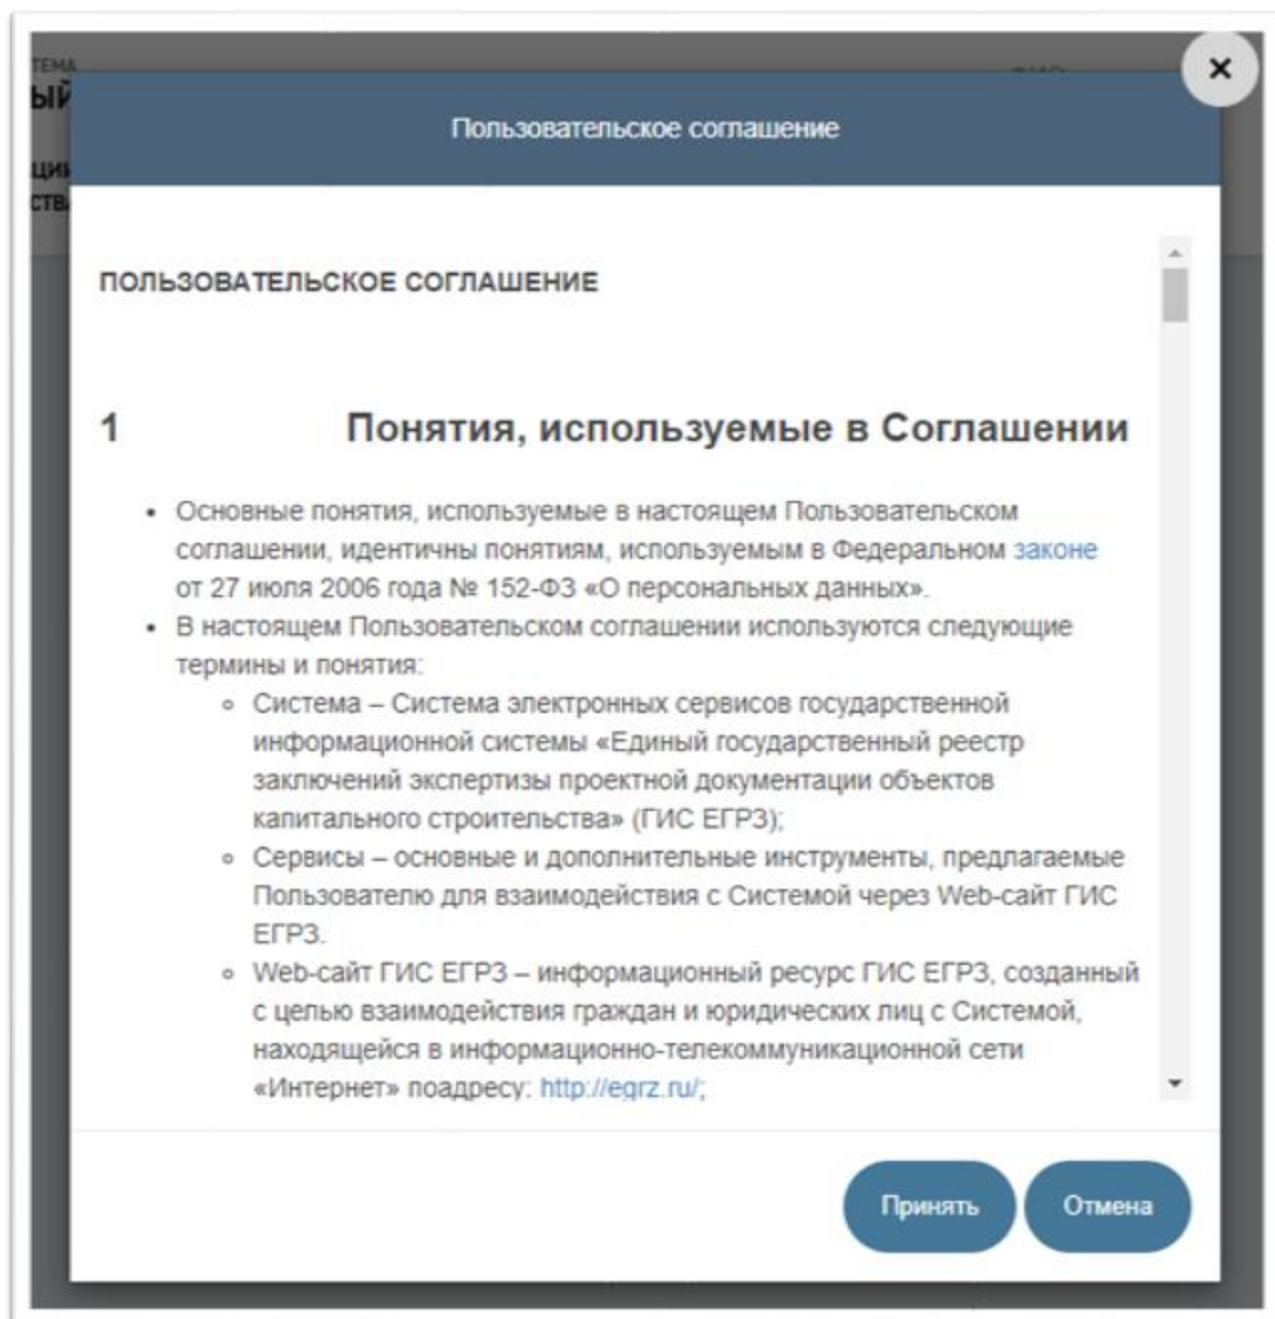 ТЕМА
ЫЙ
ЦИИ
СТВА
Пользовательское соглашение
ПОЛЬЗОВАТЕЛЬСКОЕ СОГЛАШЕНИЕ
1 Понятия, используемые в Соглашении
• Основные понятия, используемые в настоящем Пользовательском
соглашении, идентичны понятиям, используемым в Федеральном законе
от 27 июля 2006 года № 152-ФЗ «О персональных данных».
• В настоящем Пользовательском соглашении используются следующие
термины и понятия:
◦ Система – Система электронных сервисов государственной
информационной системы «Единый государственный реестр
заключений экспертизы проектной документации объектов
капитального строительства» (ГИС ЕГРЗ);
◦ Сервисы – основные и дополнительные инструменты, предлагаемые
Пользователю для взаимодействия с Системой через Web-сайт ГИС
ЕГРЗ.
◦ Web-сайт ГИС ЕГРЗ – информационный ресурс ГИС ЕГРЗ, созданный
с целью взаимодействия граждан и юридических лиц с Системой,
находящейся в информационно-телекоммуникационной сети
«Интернет» поадресу: http://egrz.ru/;
Принять Отмена